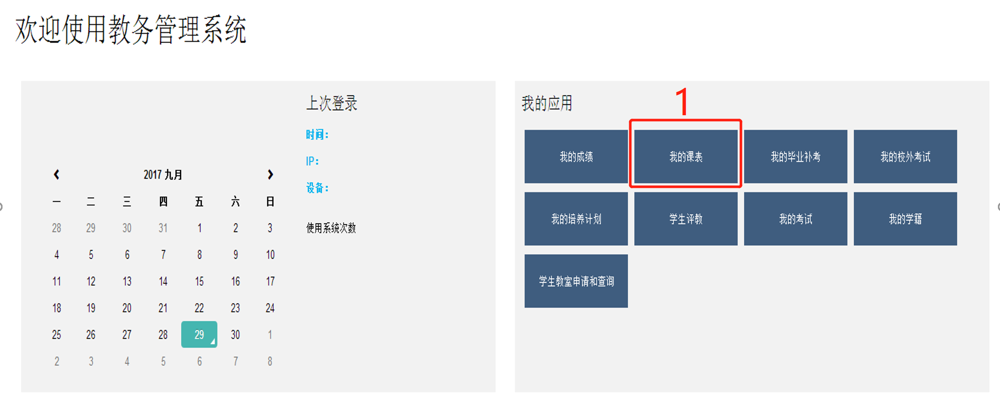 欢迎使用教务管理系统
2017 九月
一 二 三 四 五 六 日
28 29 30 31 1 2 3
4 5 6 7 8 9 10
11 12 13 14 15 16 17
18 19 20 21 22 23 24
25 26 27 28 29 30 1
2 3 4 5 6 7 8
上次登录
时间：
IP：
设备：
使用系统次数
我的应用
1
我的成绩 我的课表 我的毕业补考 我的校外考试
我的培养计划 学生评教 我的考试 我的学籍
学生教室申请和查询